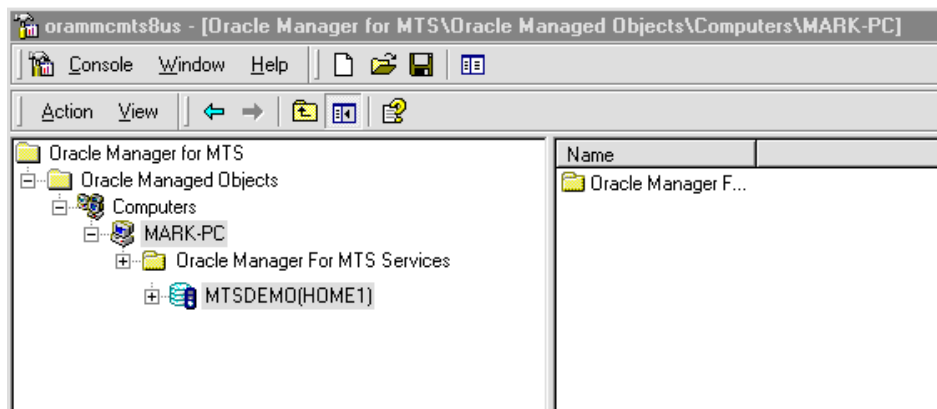 orammcmts8us - [Oracle Manager for MTS\Oracle Managed Objects\Computers\MARK-PC]
Console Window Help
Action View
Oracle Manager for MTS
Oracle Managed Objects
Computers
MARK-PC
Oracle Manager For MTS Services
MTSDEMO(HOME1)
Name
Oracle Manager F...